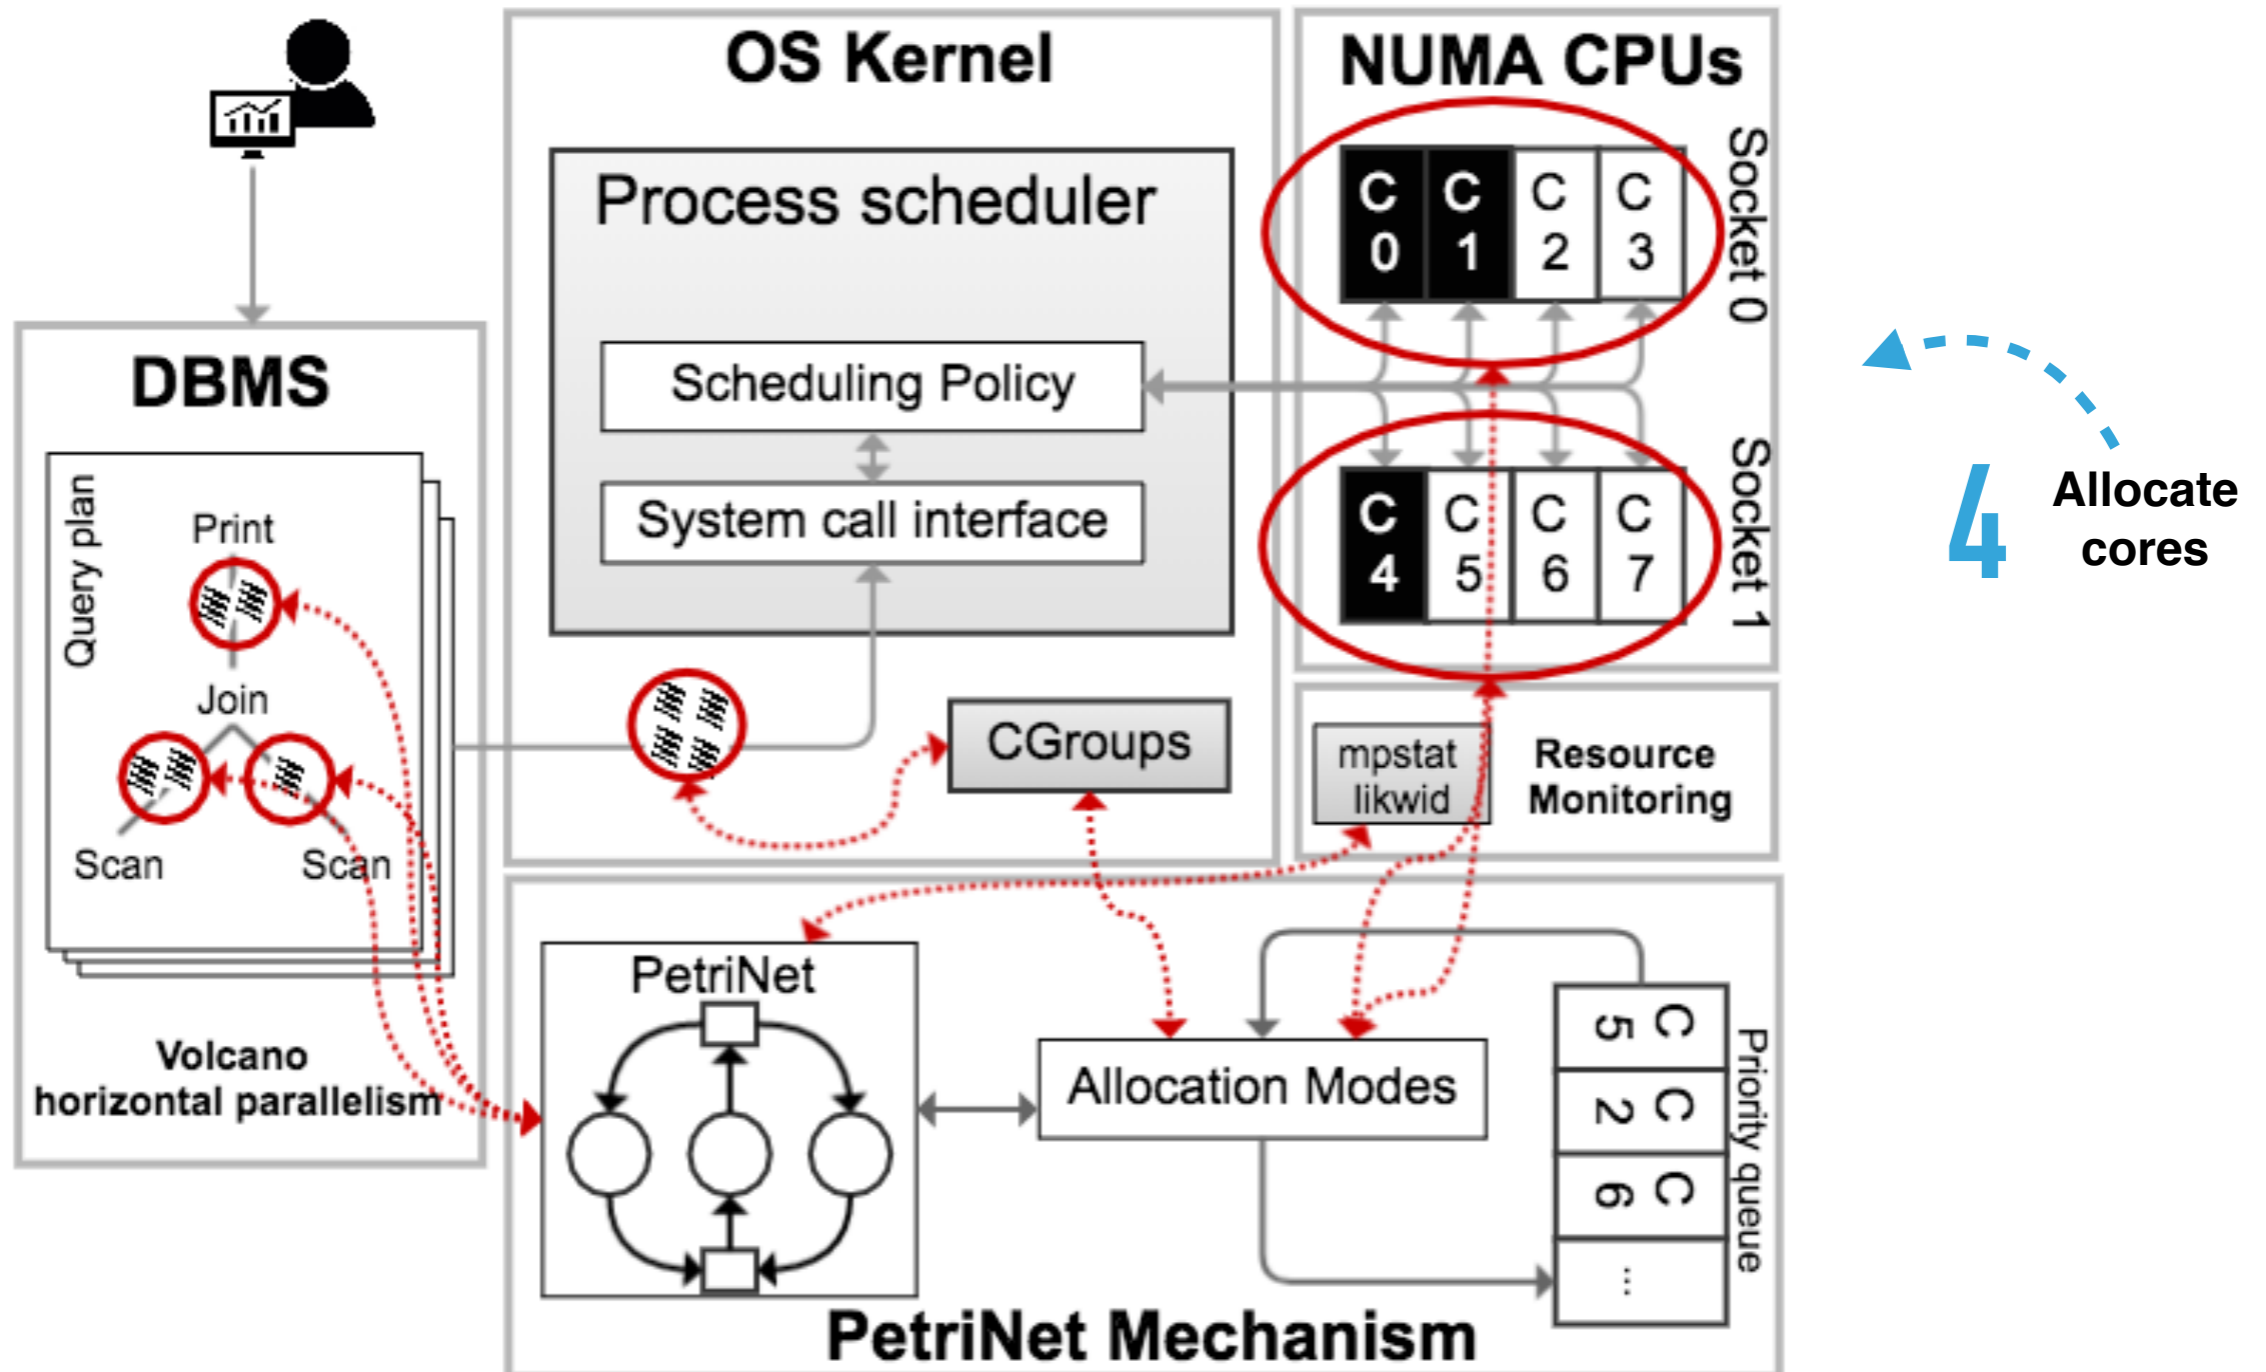 OS Kernel
Process scheduler
Scheduling Policy
System call interface
CGroups
NUMA CPUs
C 0
C 1
C 2
C 3
Socket 0
C 4
C 5
C 6
C 7
Socket 1
4
Allocate
cores
mpstat
likwid
Resource
Monitoring
DBMS
Query plan
Print
Join
Scan
Scan
Volcano
horizontal parallelism
PetriNet
Allocation Modes
C 5
C 2
C 6
...
Priority queue
PetriNet Mechanism